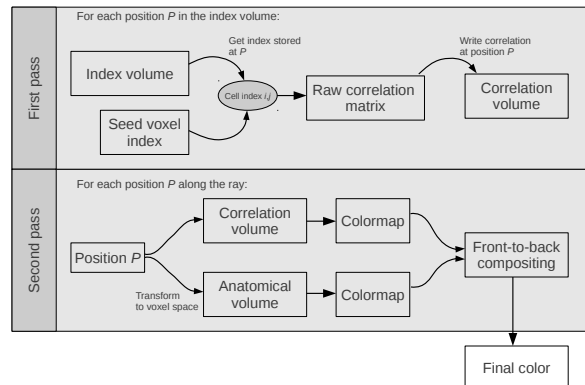 First pass
For each position P in the index volume:
Index volume
Get index stored
at P
Seed voxel
index
Cell index i,j
Raw correlation
matrix
Write correlation
at position P
Correlation
volume
Second pass
For each position P along the ray:
Position P
Transform
to voxel space
Correlation
volume
Colormap
Anatomical
volume
Colormap
Front-to-back
compositing
Final color